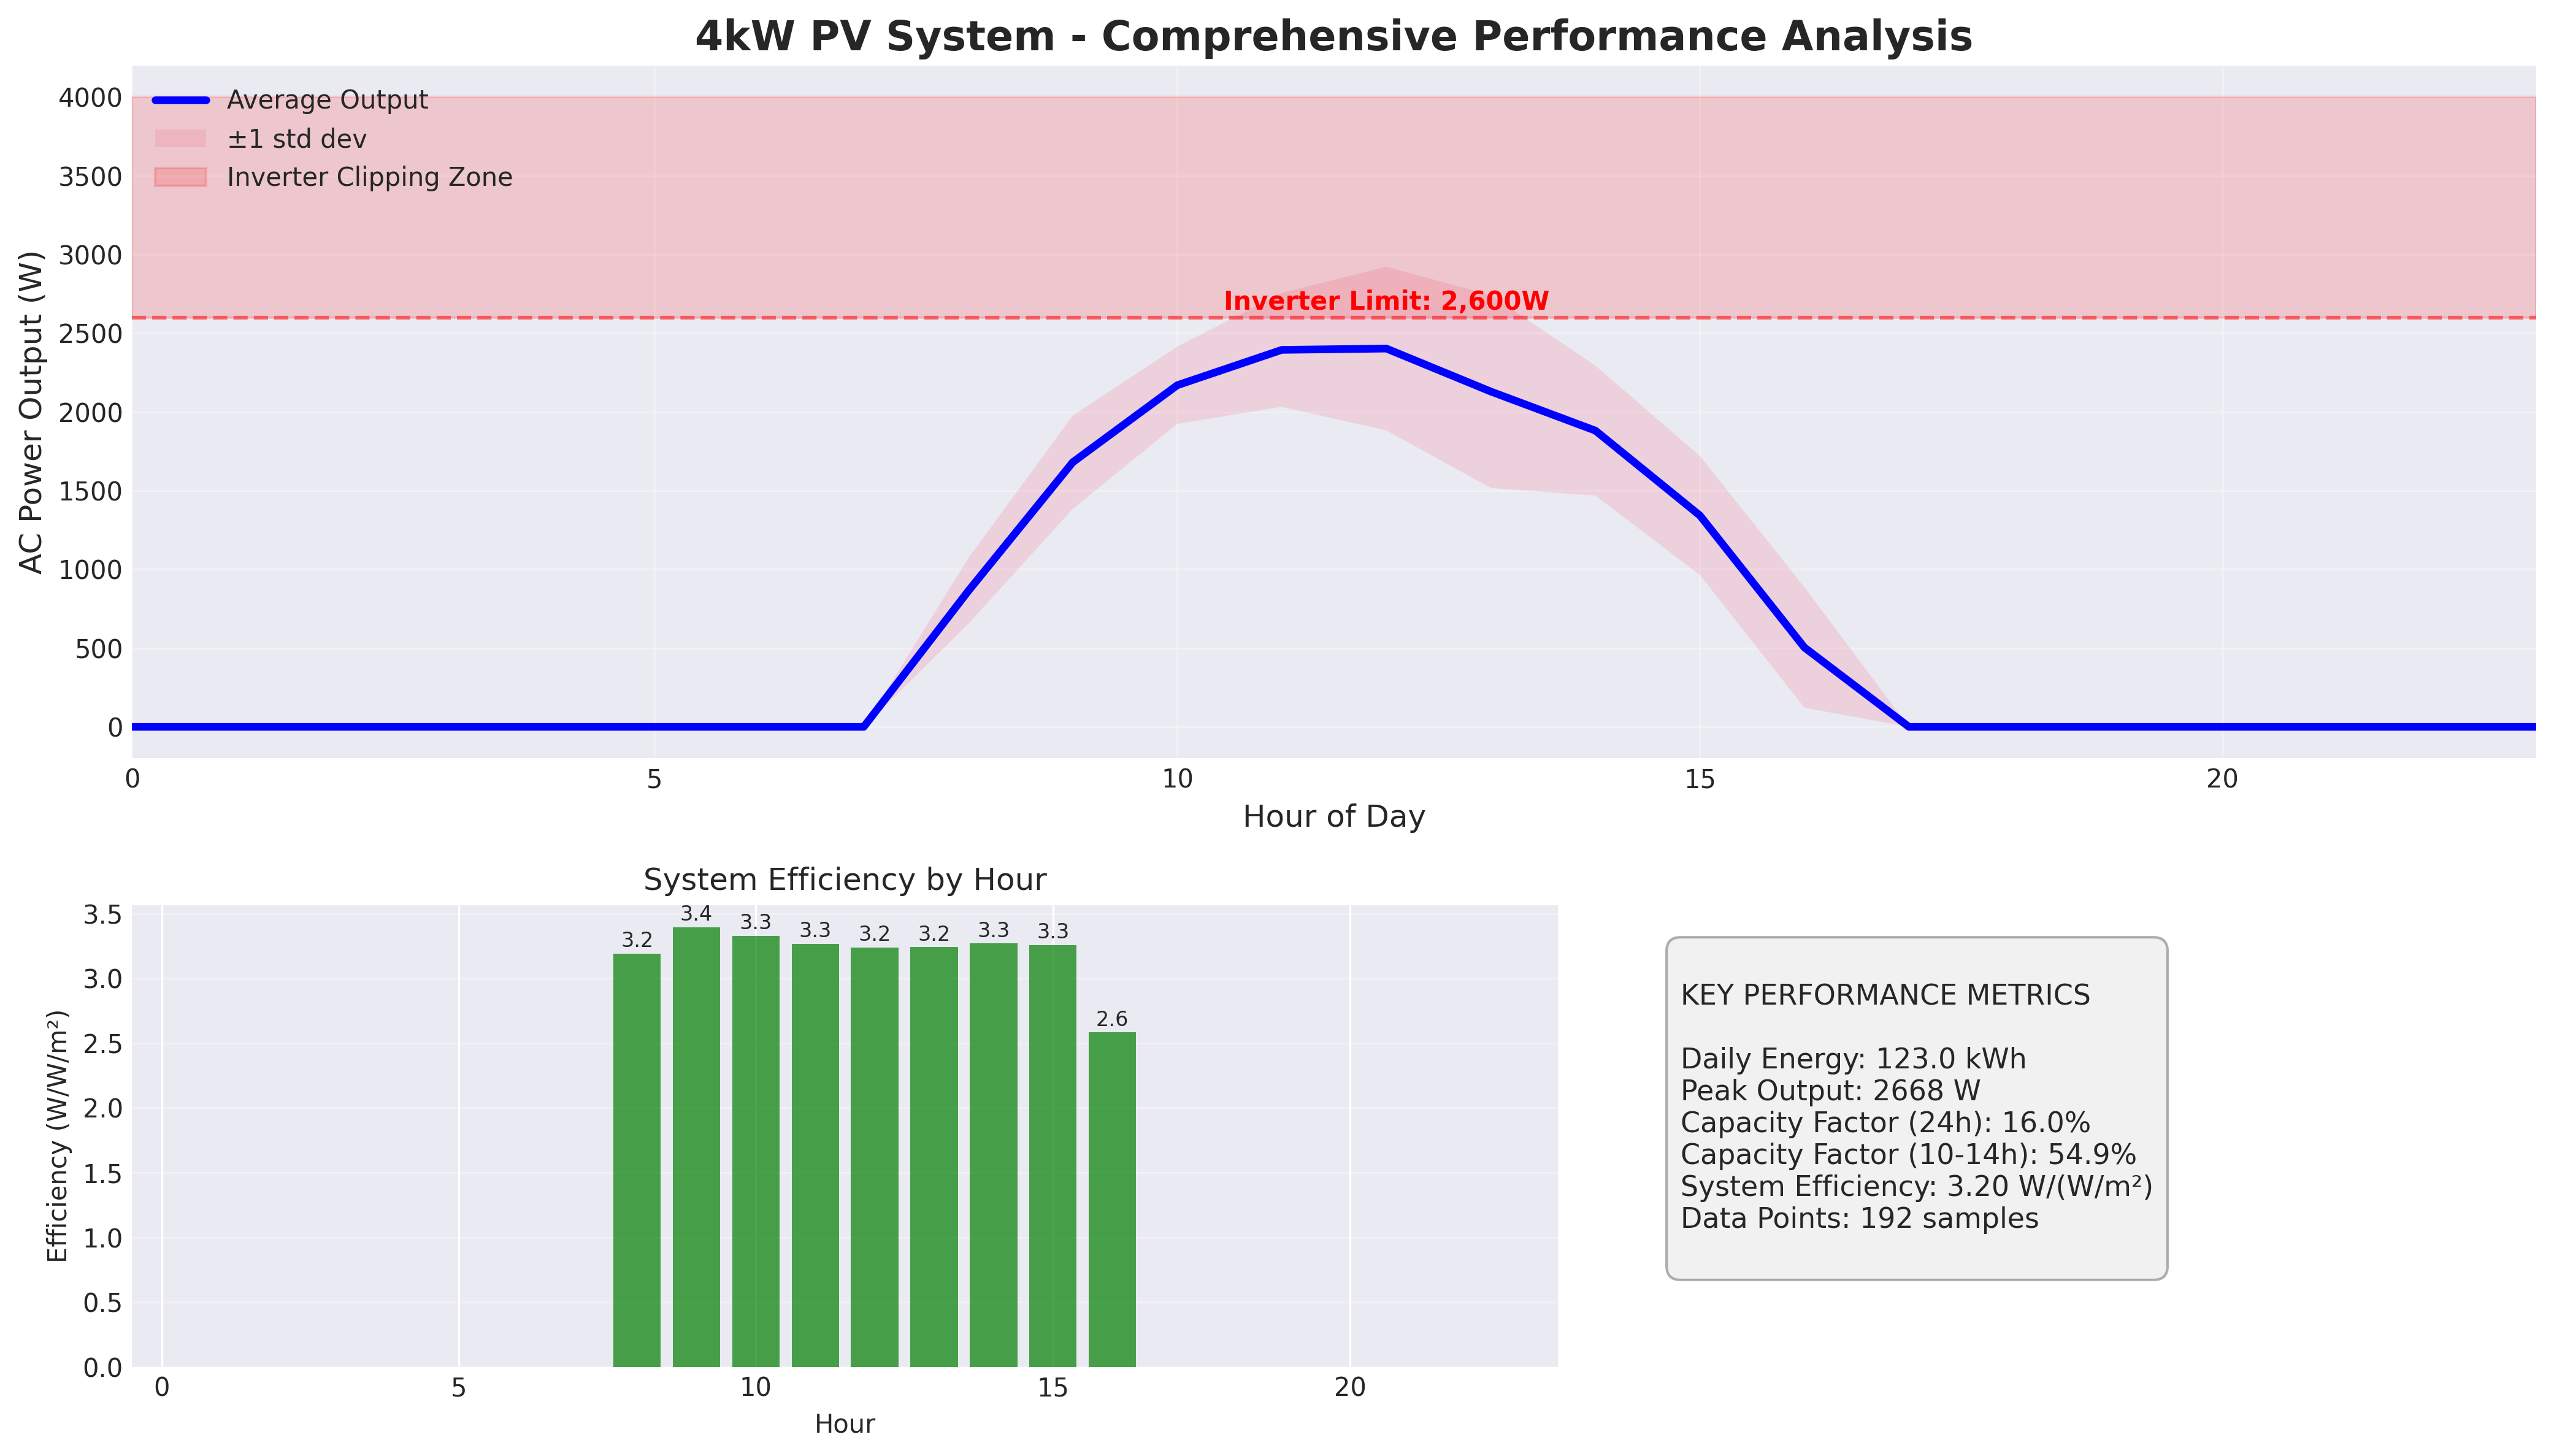 4kW PV System - Comprehensive Performance Analysis
AC Power Output (W)
4000
3500
3000
2500
2000
1500
1000
500
0
Average Output
±1 std dev
Inverter Clipping Zone
Inverter Limit: 2,600W
0 5 10 15 20
Hour of Day
System Efficiency by Hour
Efficiency (W/W/m²)
3.5
3.0
2.5
2.0
1.5
1.0
0.5
0.0
3.2 3.4 3.3 3.3 3.2 3.2 3.3 3.3 2.6
0 5 10 15 20
Hour
KEY PERFORMANCE METRICS
Daily Energy: 123.0 kWh
Peak Output: 2668 W
Capacity Factor (24h): 16.0%
Capacity Factor (10-14h): 54.9%
System Efficiency: 3.20 W/(W/m²)
Data Points: 192 samples